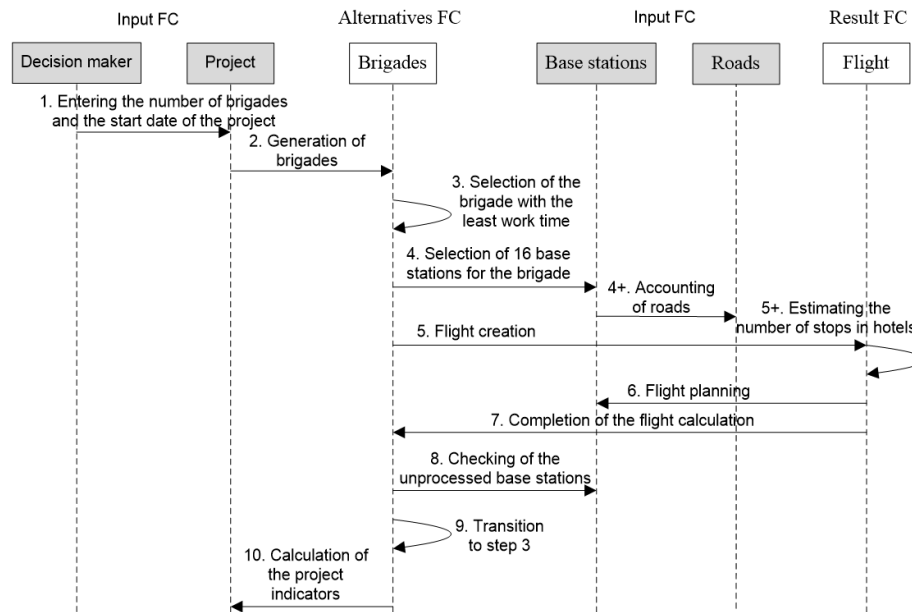 Input FC
Alternatives FC
Input FC
Result FC
Decision maker
Project
Brigades
Base stations
Roads
Flight
1. Entering the number of brigades
and the start date of the project
2. Generation of
brigades
3. Selection of the
brigade with the
least work time
4. Selection of 16 base
stations for the brigade
4+. Accounting
of roads
5+. Estimating the
number of stops in hotels
5. Flight creation
6. Flight planning
7. Completion of the flight calculation
8. Checking of the
unprocessed base stations
9. Transition
to step 3
10. Calculation of
the project
indicators